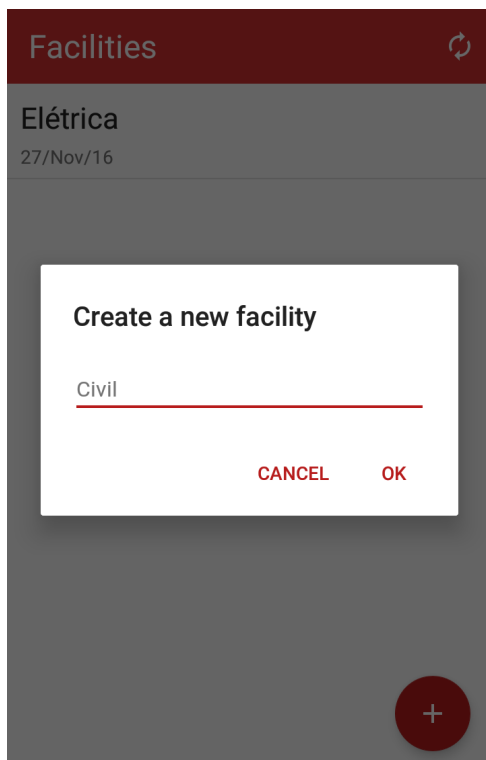 Facilities
Elétrica
27/Nov/16
Create a new facility
Civil
CANCEL OK
+